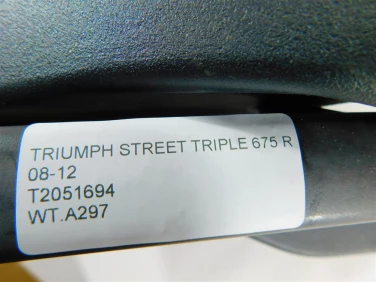 TRIUMPH STREET TRIPLE 675 R
08-12
T2051694
WT.A297